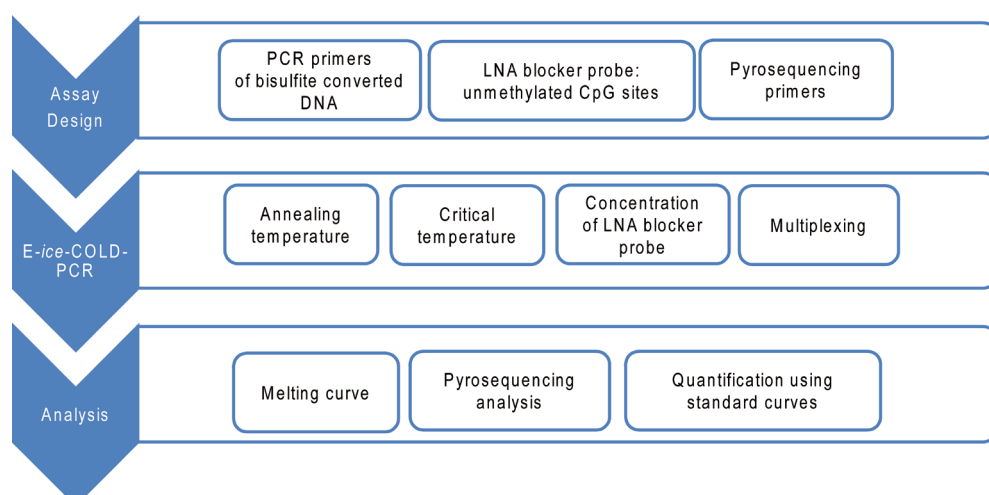 Assay
Design
PCR primers
of bisulfite converted
DNA
LNA blocker probe:
unmethylated CpG sites
Pyrosequencing
primers
E-ice-COLD-
PCR
Annealing
temperature
Critical
temperature
Concentration
of LNA blocker
probe
Multiplexing
Analysis
Melting curve
Pyrosequencing
analysis
Quantification using
standard curves